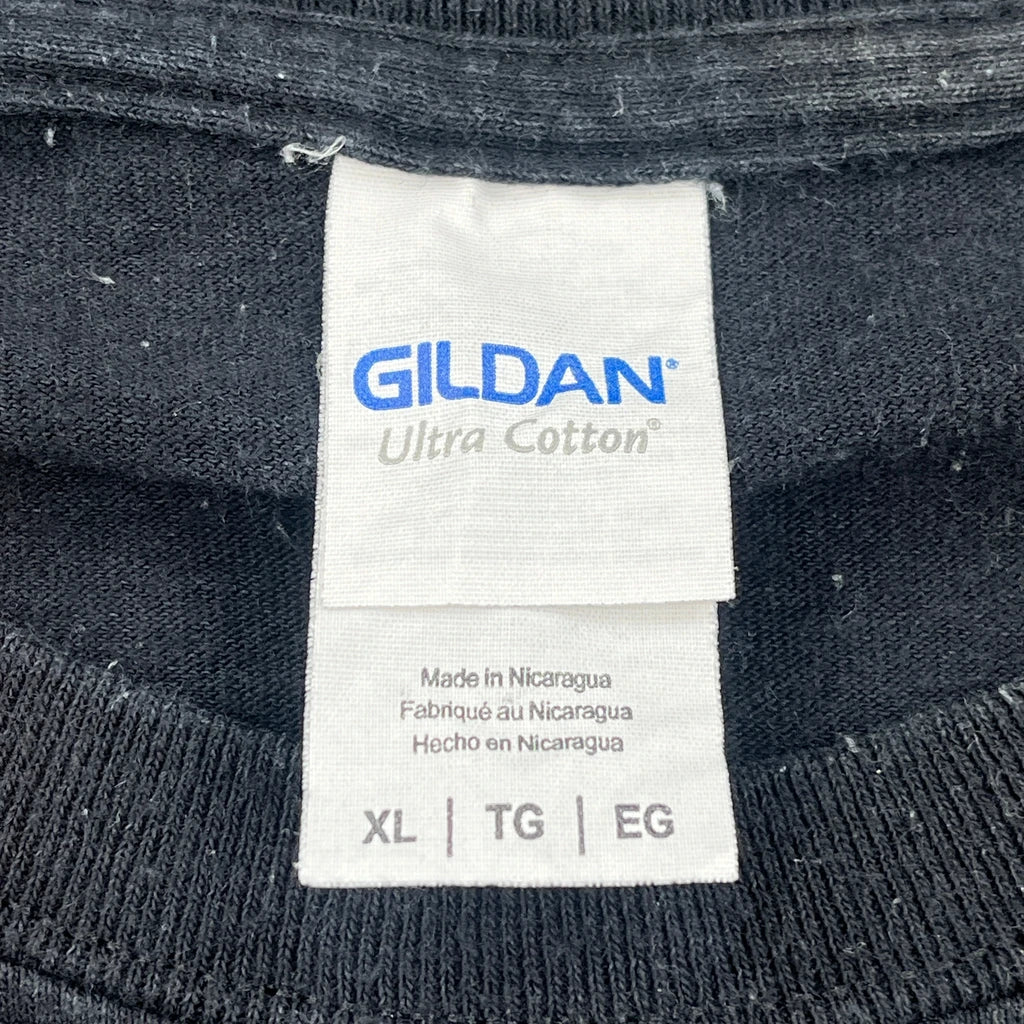 GILDAN®
Ultra Cotton®
Made in Nicaragua
Fabriqué au Nicaragua
Hecho en Nicaragua
XL | TG | EG